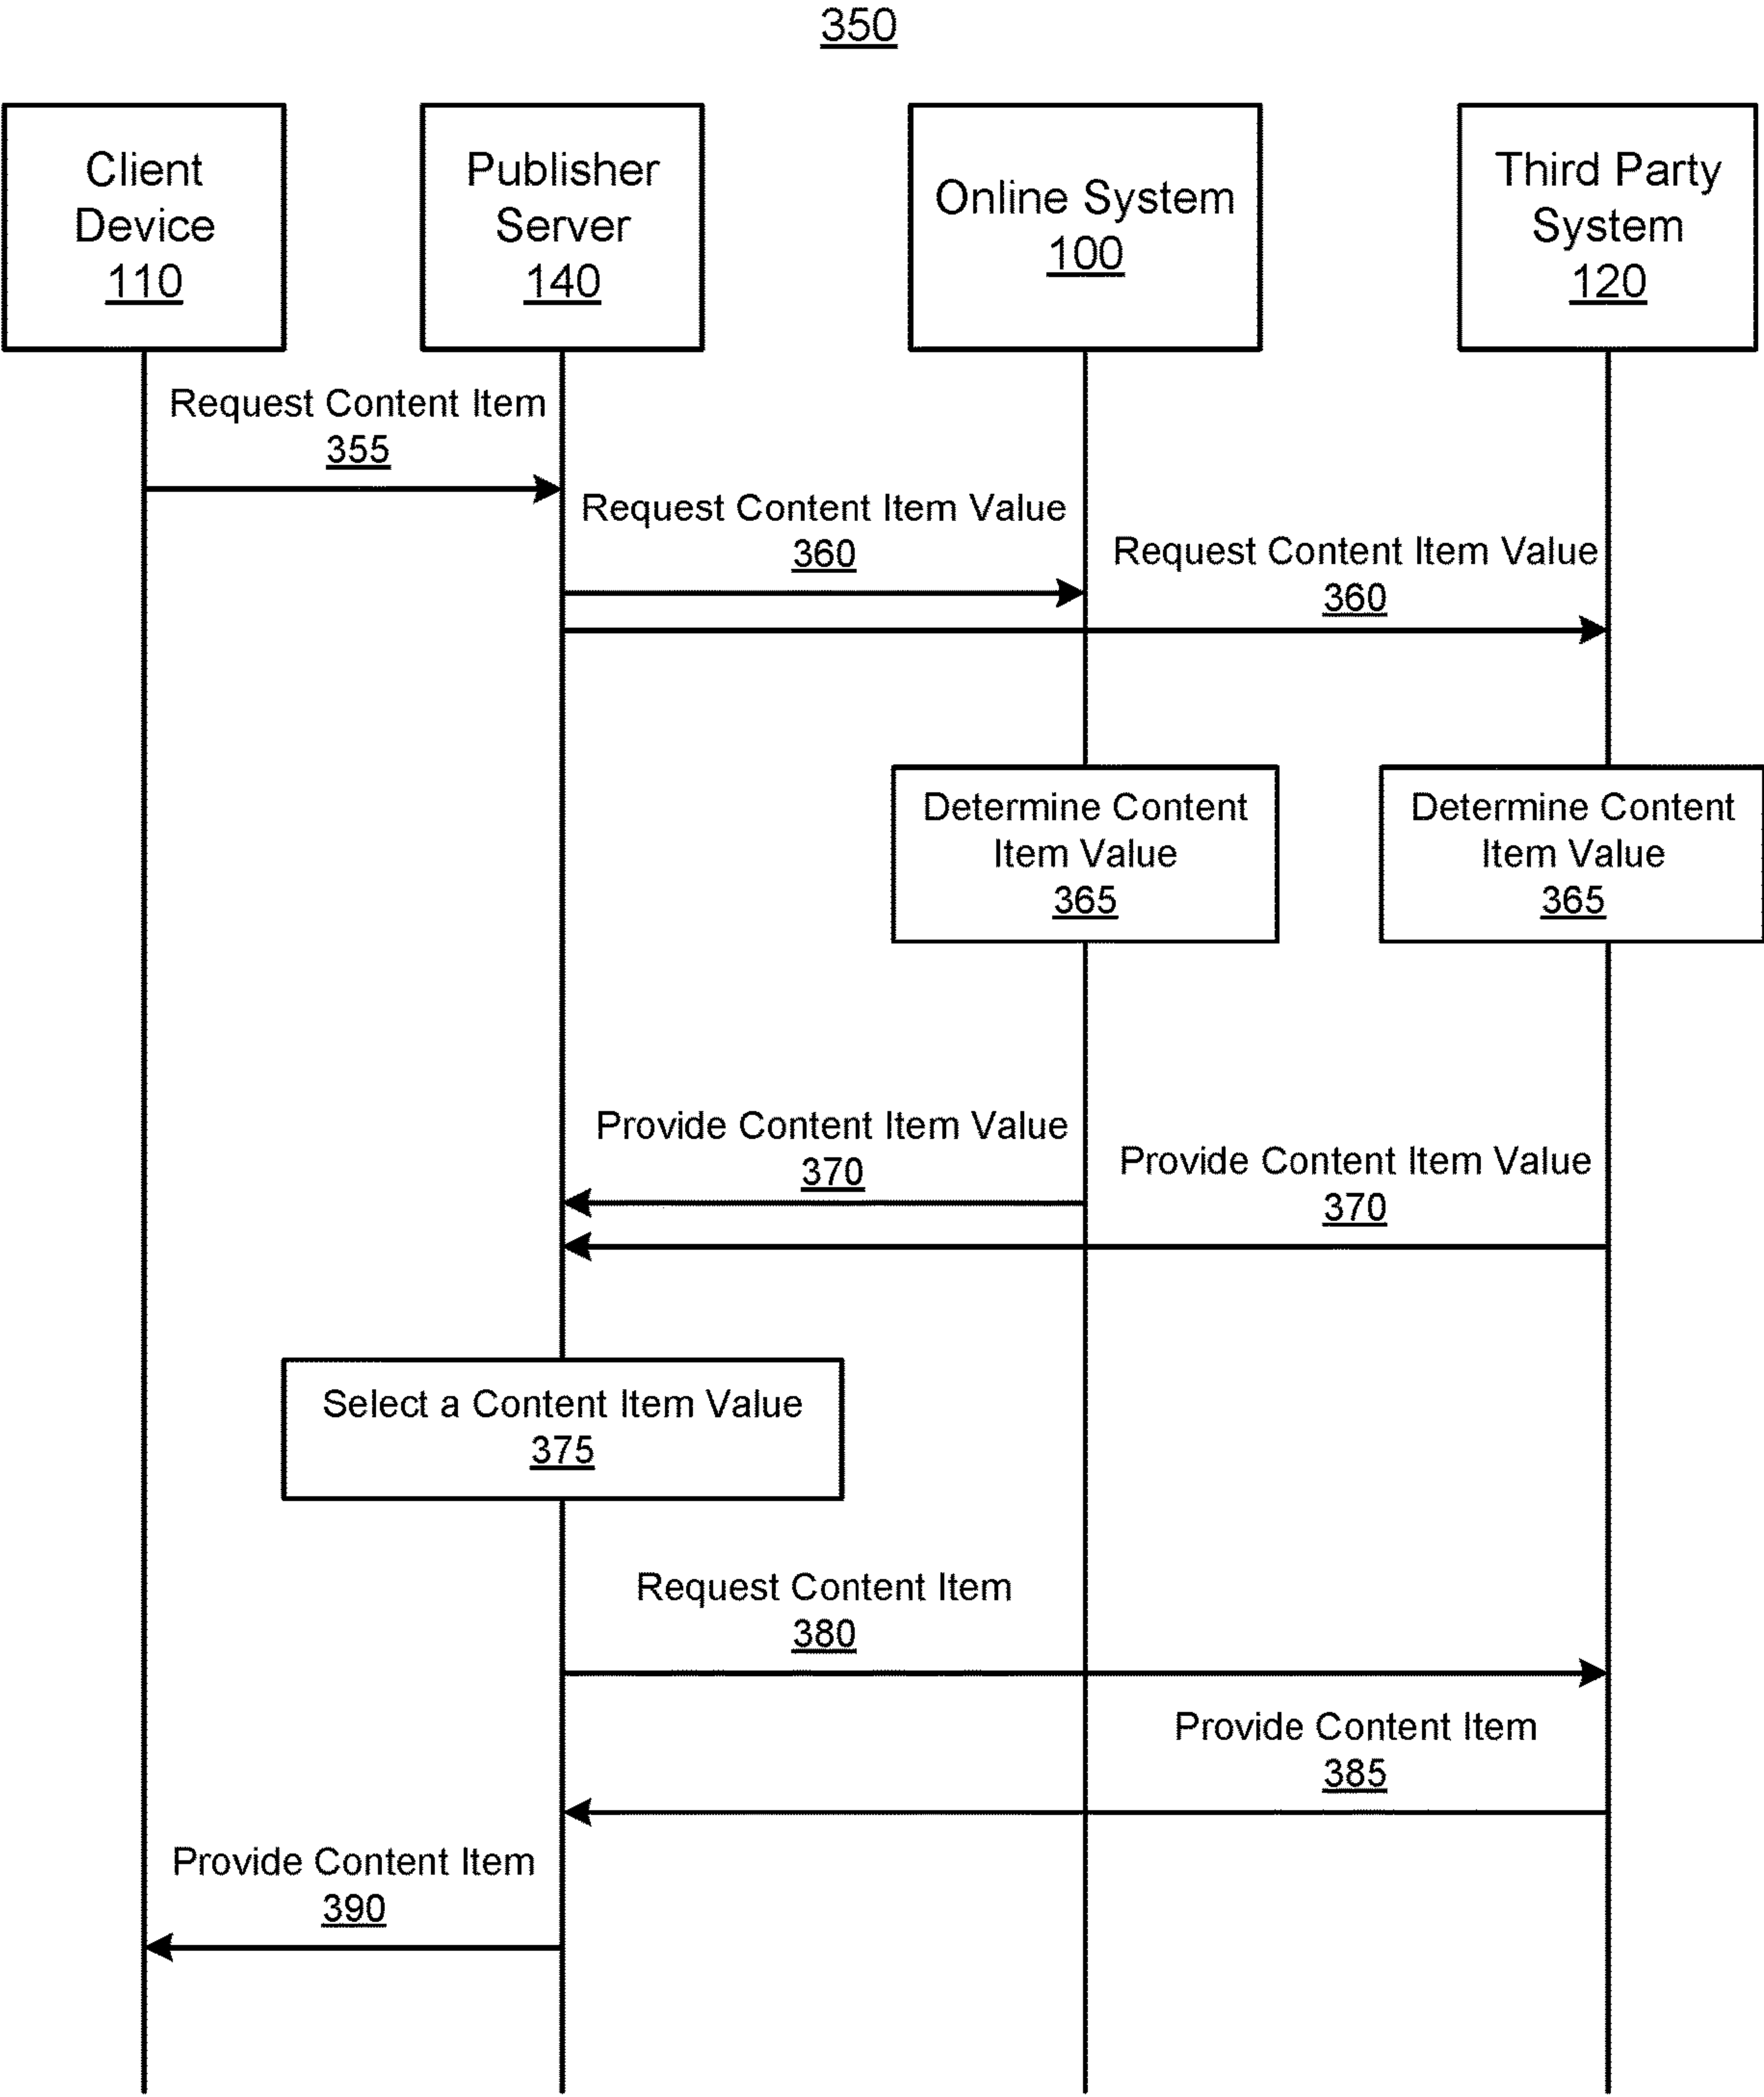 350
Client
Device
110
Publisher
Server
140
Online System
100
Third Party
System
120
Request Content Item
355
Request Content Item Value
360
Request Content Item Value
360
Determine Content
Item Value
365
Determine Content
Item Value
365
Provide Content Item Value
370
Provide Content Item Value
370
Select a Content Item Value
375
Request Content Item
380
Provide Content Item
385
Provide Content Item
390